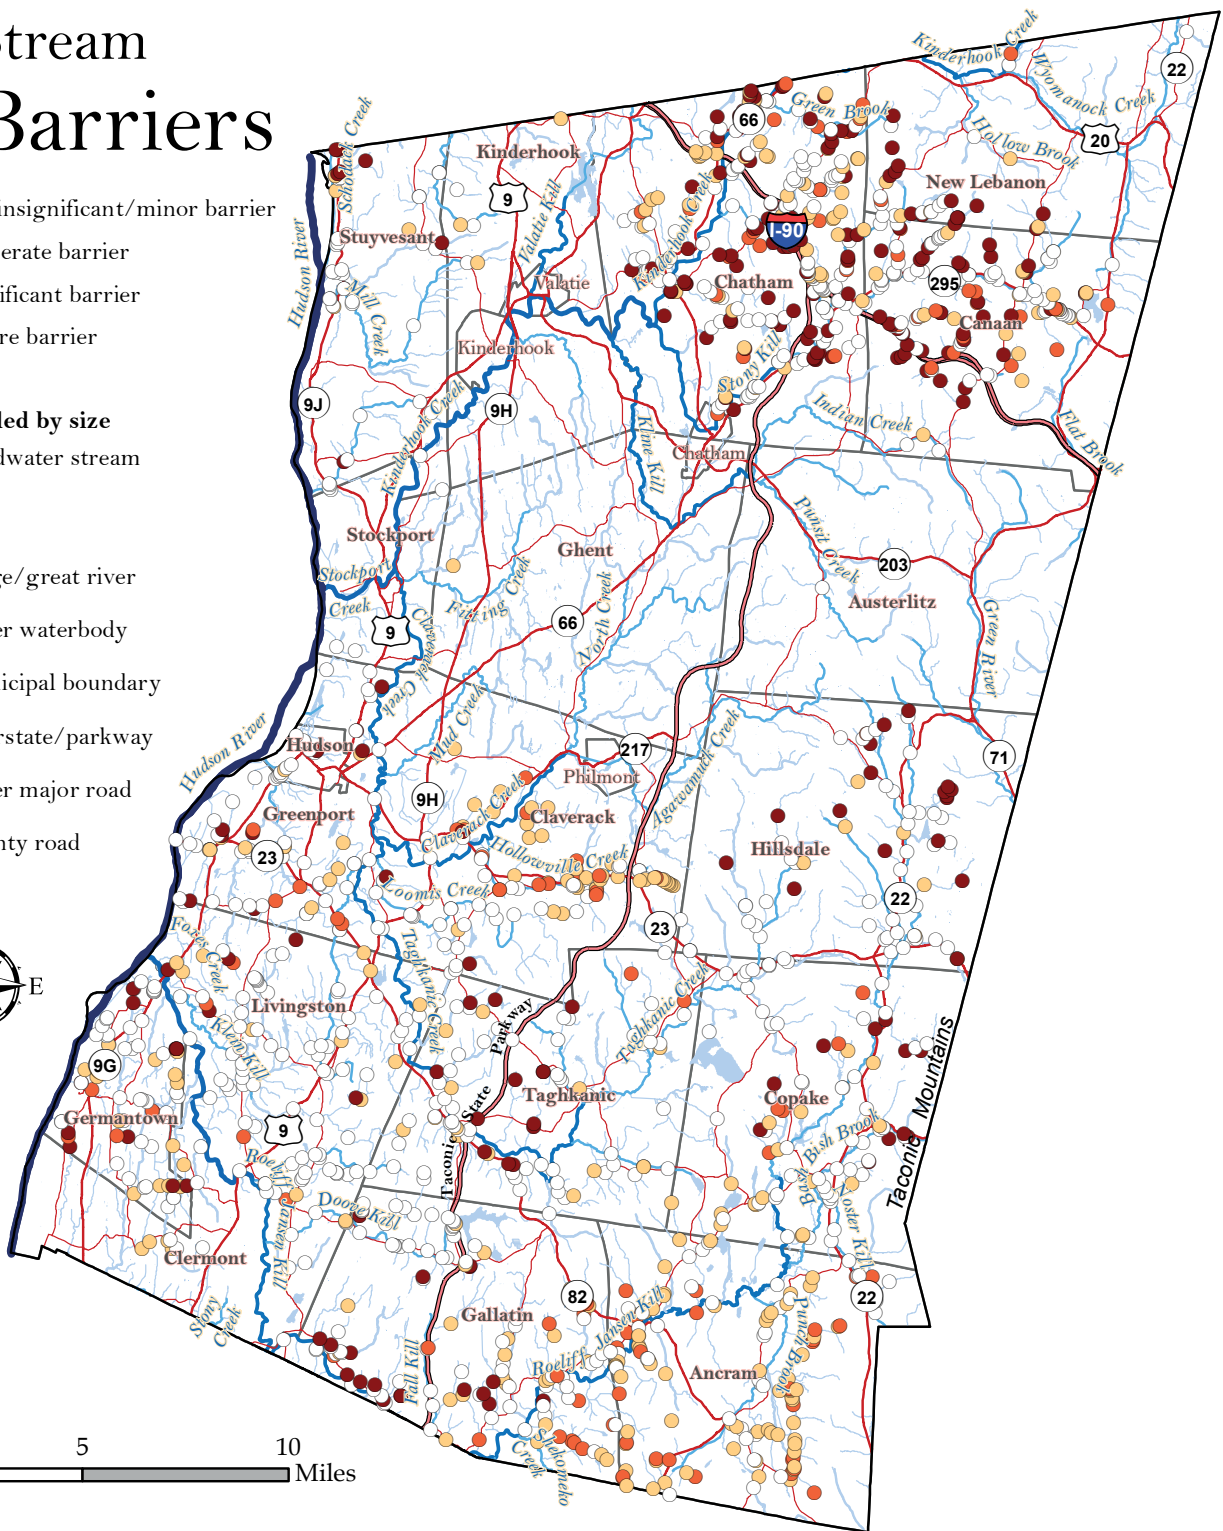 Stream
Barriers
insignificant/minor barrier
erate barrier
ificant barrier
re barrier
led by size
dwater stream
ge/great river
er waterbody
nicipal boundary
rstate/parkway
er major road
nty road
E
5 10
Miles
Kinderhook Creek
Wyomanock Creek
22
20
Hollow Brook
New Lebanon
Green Brook
66
Schodack Creek
Kinderhook
9
Valatie Kill
Stuyvesant
Hudson River
Mill Creek
Valatie
Kinderhook
Kinderhook Creek
I-90
Chatham
295
Canaan
Stony Kill
9J
9H
Kinderhook Creek
Kline Kill
Chatham
Indian Creek
Flat Brook
Stockport
Ghent
Punsit Creek
203
Austerlitz
Green River
Stockport
Creek
9
Claverack Creek
Fitting Creek
66
North Creek
Mud Creek
Hudson River
Hudson
217
Philmont
Agawamuck Creek
71
9H
Greenport
Claverack Creek
Claverack
23
Hollowville Creek
Hillsdale
Loomis Creek
22
23
Foxes Creek
Taghkanic Creek
Livingston
Klein Kill
Taghkanic Creek
9G
Germantown
Taconic State Parkway
Taghkanic
Copake
Taconic Mountains
9
Roeliff Jansen Kill
Bash Bish Brook
Noster Kill
Doove Kill
Clermont
Stony Creek
Gallatin
82
22
Roeliff Jansen Kill
Punch Brook
Fall Kill
Ancram
Shekomeko Creek